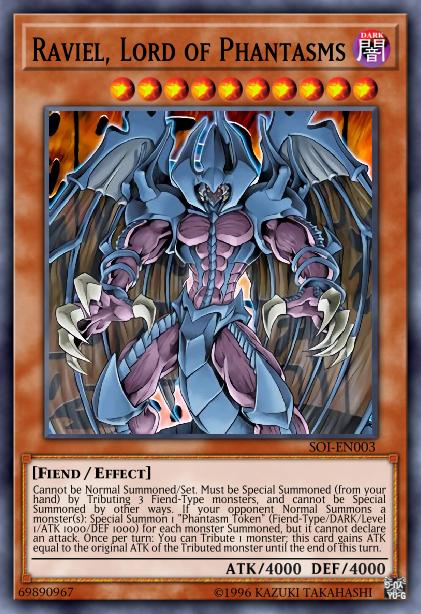 Raviel, Lord of Phantasms
DARK
闇
SOI-EN003
[Fiend / Effect]
Cannot be Normal Summoned/Set. Must be Special Summoned (from your
hand) by Tributing 3 Fiend-Type monsters, and cannot be Special
Summoned by other ways. If your opponent Normal Summons a
monster(s): Special Summon 1 "Phantasm Token" (Fiend-Type/DARK/Level
1/ATK 1000/DEF 1000) for each monster Summoned, but it cannot declare
an attack. Once per turn: You can Tribute 1 monster; this card gains ATK
equal to the original ATK of the Tributed monster until the end of this turn.
ATK/4000 DEF/4000
69890967 ©1996 KAZUKI TAKAHASHI